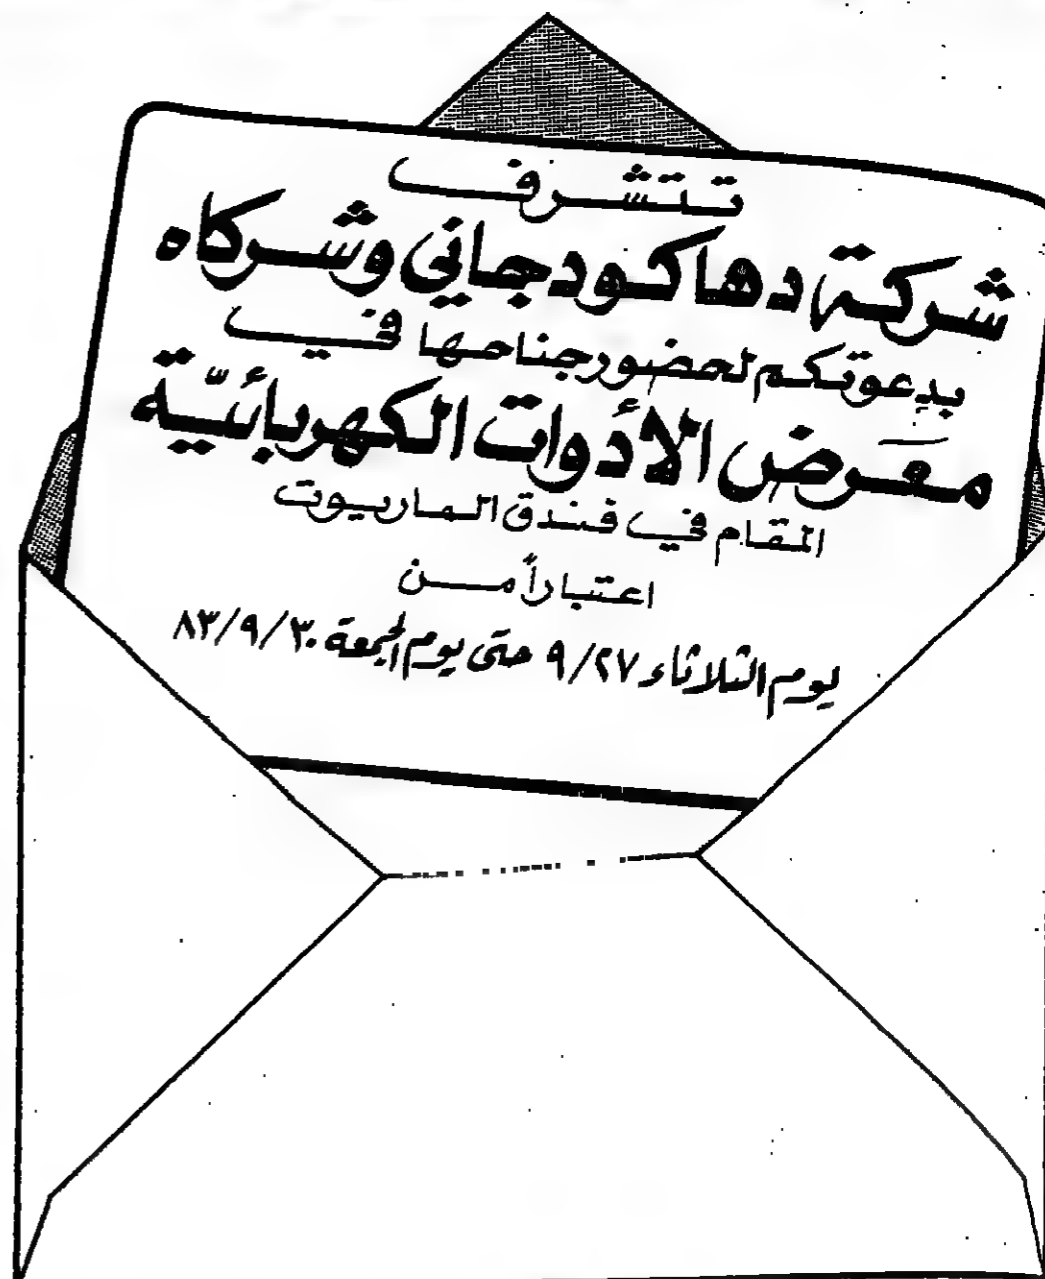 تتشرف
شركة دهاكودجاني وشركاه
بدعوتكم لحضور جناحها في
معرض الأدوات الكهربائيّة
المقام في فندق الماريوت
اعتباراً من
يوم الثلاثاء ٩/٢٧ حتى يوم الجمعة ٨٣/٩/٣٠